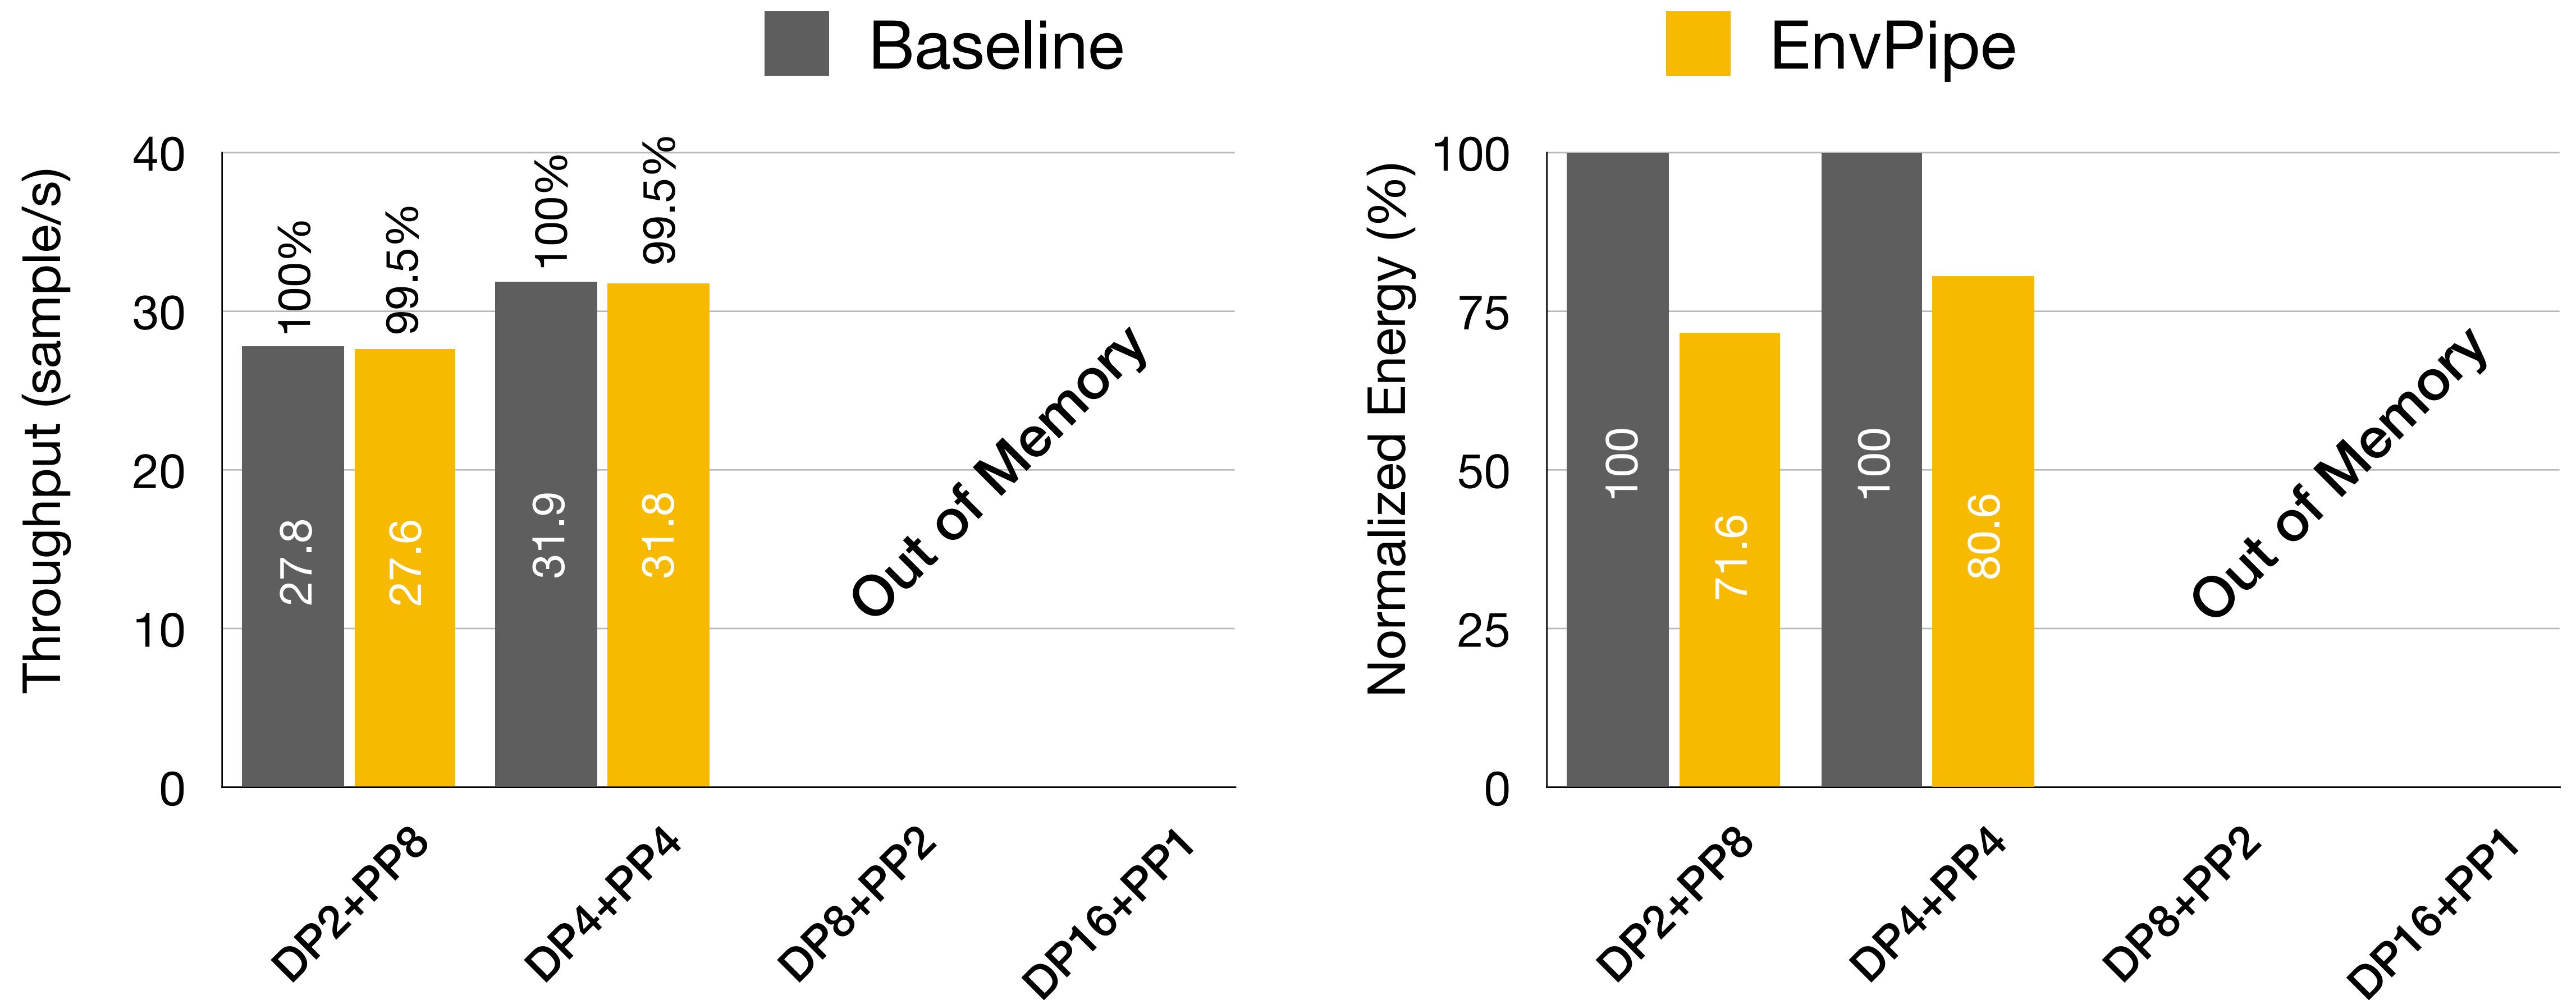 Baseline
EnvPipe
Throughput (sample/s)
40
30
20
10
0
100%
99.5%
100%
99.5%
27.8
27.6
31.9
31.8
Out of Memory
DP2+PP8
DP4+PP4
DP8+PP2
DP16+PP1
Normalized Energy (%)
100
75
50
25
0
100
71.6
100
80.6
Out of Memory
DP2+PP8
DP4+PP4
DP8+PP2
DP16+PP1